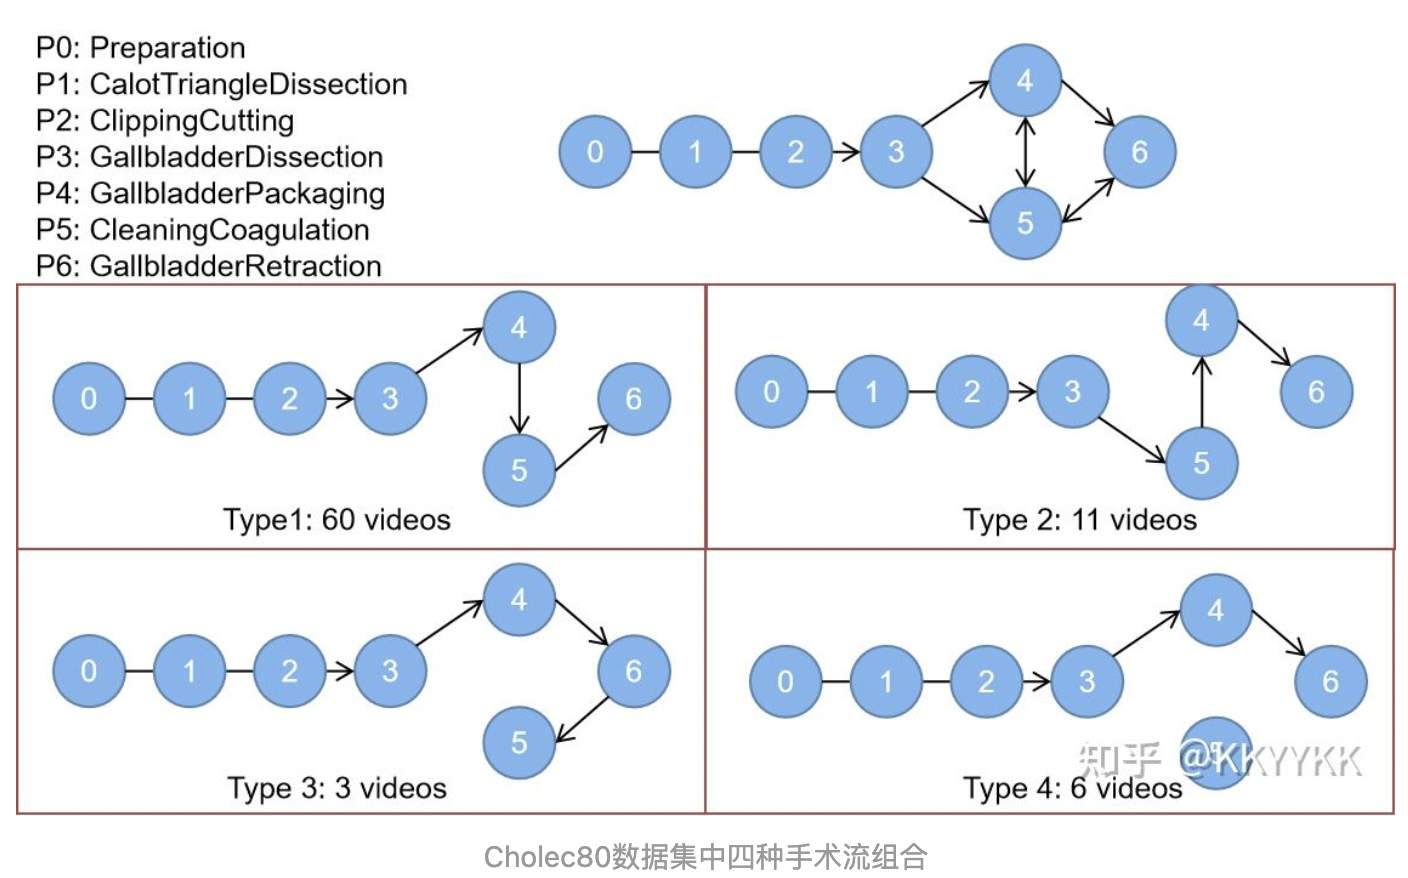 P0: Preparation
P1: CalotTriangleDissection
P2: ClippingCutting
P3: GallbladderDissection
P4: GallbladderPackaging
P5: CleaningCoagulation
P6: GallbladderRetraction
0 1 2 3 4 5 6
0 1 2 3 4 5 6
Type1: 60 videos
0 1 2 3 4 5 6
Type 2: 11 videos
0 1 2 3 4 5 6
Type 3: 3 videos
0 1 2 3 4 5 6
知乎 @KKYYKK
Type 4: 6 videos
Cholec80数据集中四种手术流组合